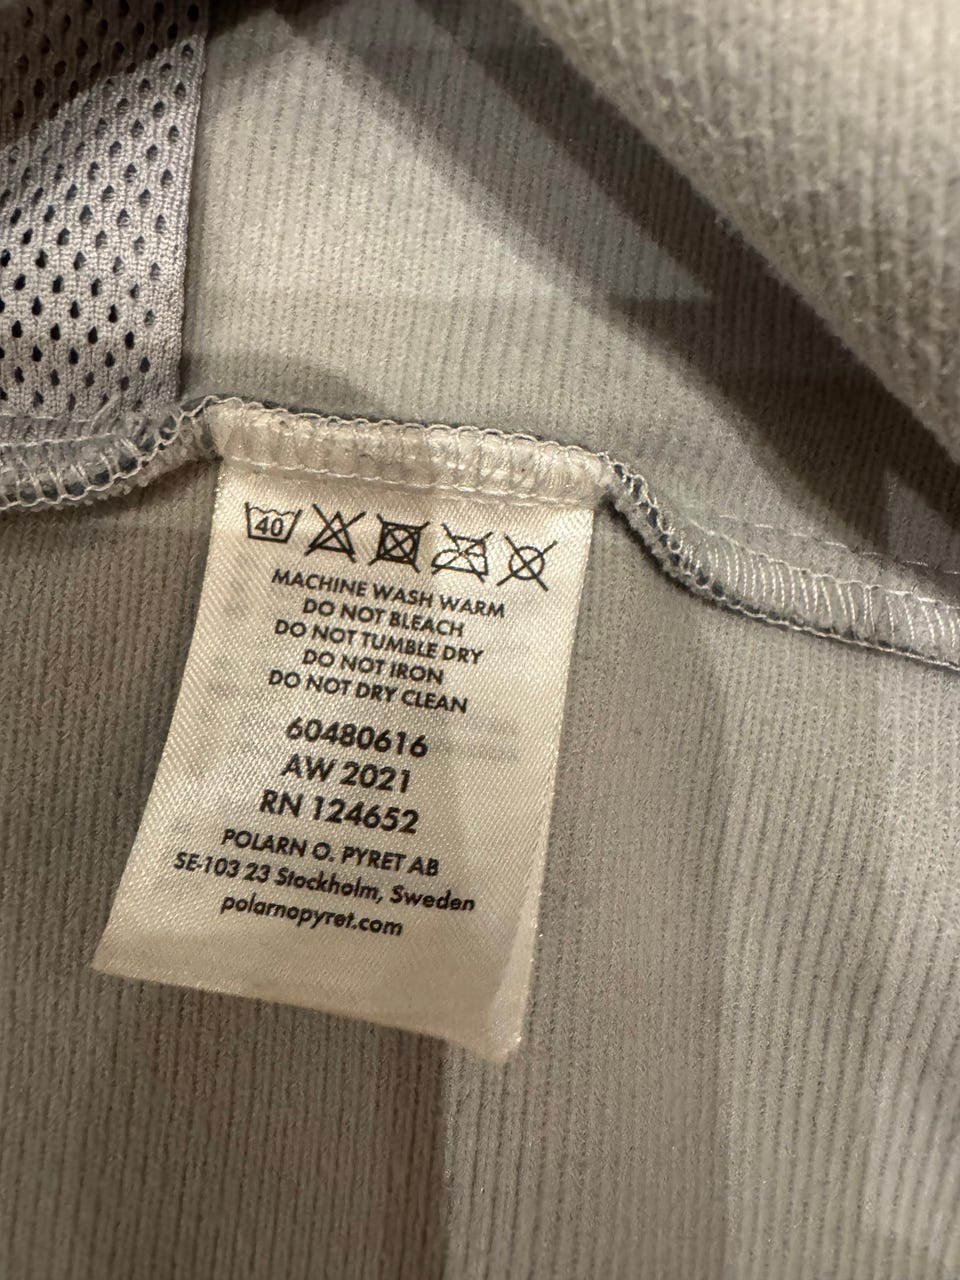 40
MACHINE WASH WARM
DO NOT BLEACH
DO NOT TUMBLE DRY
DO NOT IRON
DO NOT DRY CLEAN
60480616
AW 2021
RN 124652
POLARN O. PYRET AB
SE-103 23 Stockholm, Sweden
polarnopyret.com